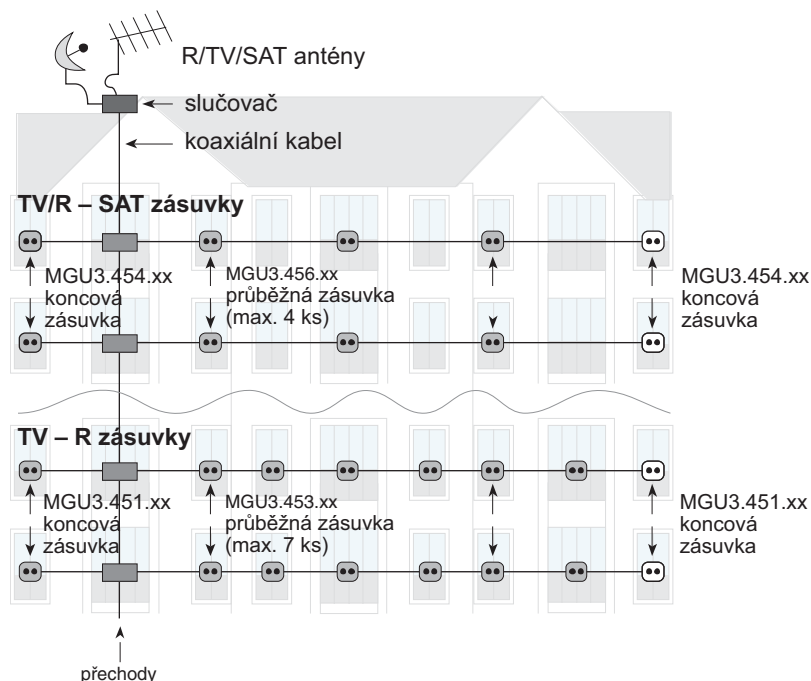 R/TV/SAT antény
slučovač
koaxiální kabel
TV/R – SAT zásuvky
MGU3.454.xx
koncová
zásuvka
MGU3.456.xx
průběžná zásuvka
(max. 4 ks)
MGU3.454.xx
koncová
zásuvka
TV – R zásuvky
MGU3.451.xx
koncová
zásuvka
MGU3.453.xx
průběžná zásuvka
(max. 7 ks)
MGU3.451.xx
koncová
zásuvka
přechody